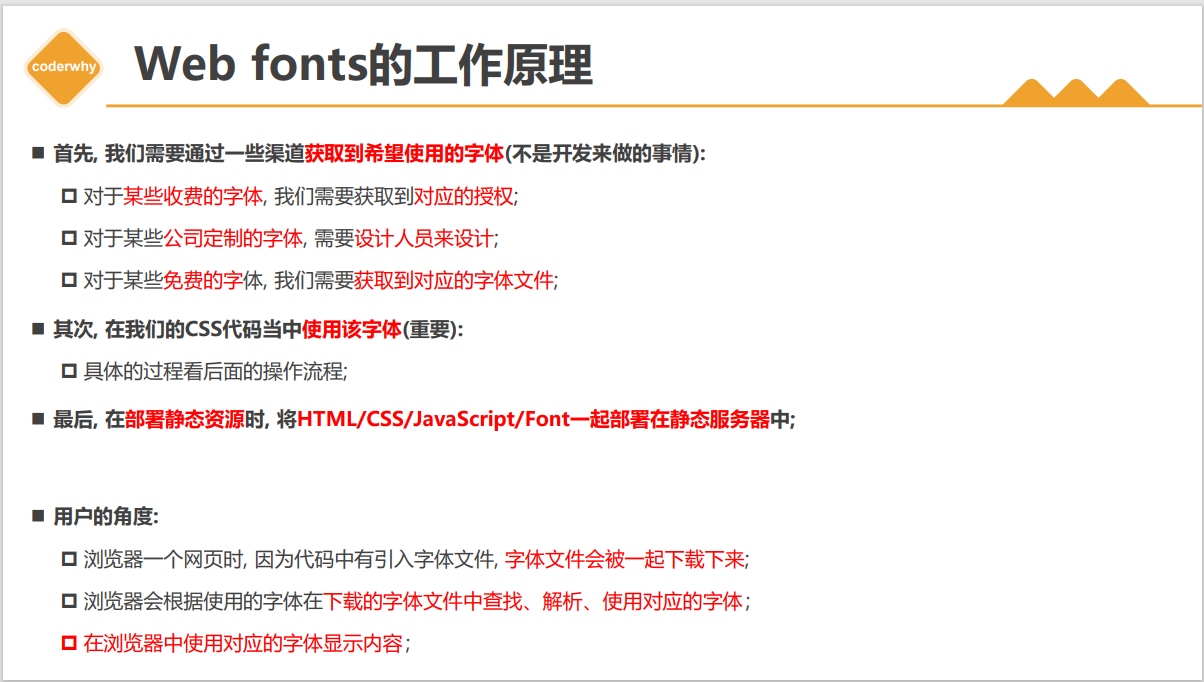 coderwhy
Web fonts的工作原理
首先, 我们需要通过一些渠道获取到希望使用的字体(不是开发来做的事情):
对于某些收费的字体, 我们需要获取到对应的授权;
对于某些公司定制的字体, 需要设计人员来设计;
对于某些免费的字体, 我们需要获取到对应的字体文件;
其次, 在我们的CSS代码当中使用该字体(重要):
具体的过程看后面的操作流程;
最后, 在部署静态资源时, 将HTML/CSS/JavaScript/Font一起部署在静态服务器中;
用户的角度:
浏览器一个网页时, 因为代码中有引入字体文件, 字体文件会被一起下载下来;
浏览器会根据使用的字体在下载的字体文件中查找、解析、使用对应的字体;
在浏览器中使用对应的字体显示内容;